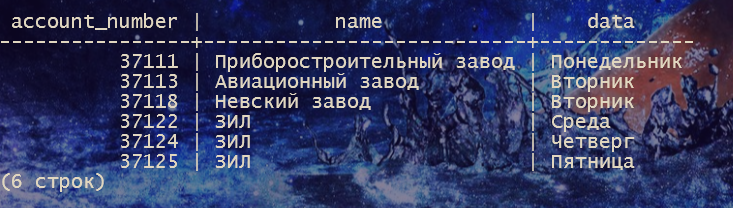 account_number | name | data
----------------+-------------------------+-------------
37111 | Приборостроительный завод | Понедельник
37113 | Авиационный завод | Вторник
37118 | Невский завод | Вторник
37122 | ЗИЛ | Среда
37124 | ЗИЛ | Четверг
37125 | ЗИЛ | Пятница
(6 строк)